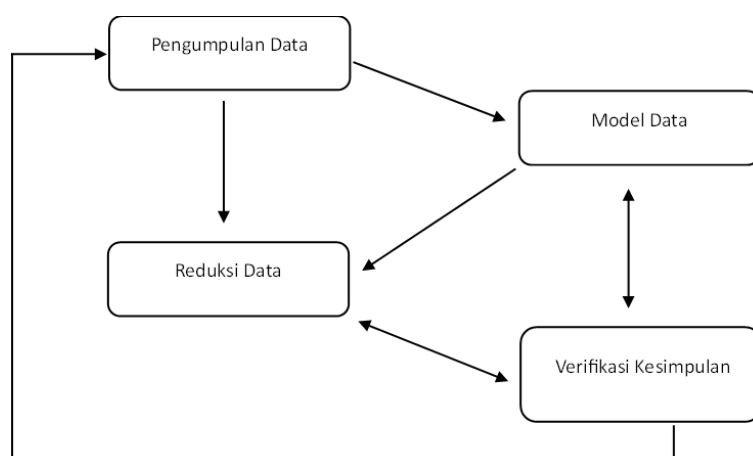 Pengumpulan Data
Model Data
Reduksi Data
Verifikasi Kesimpulan